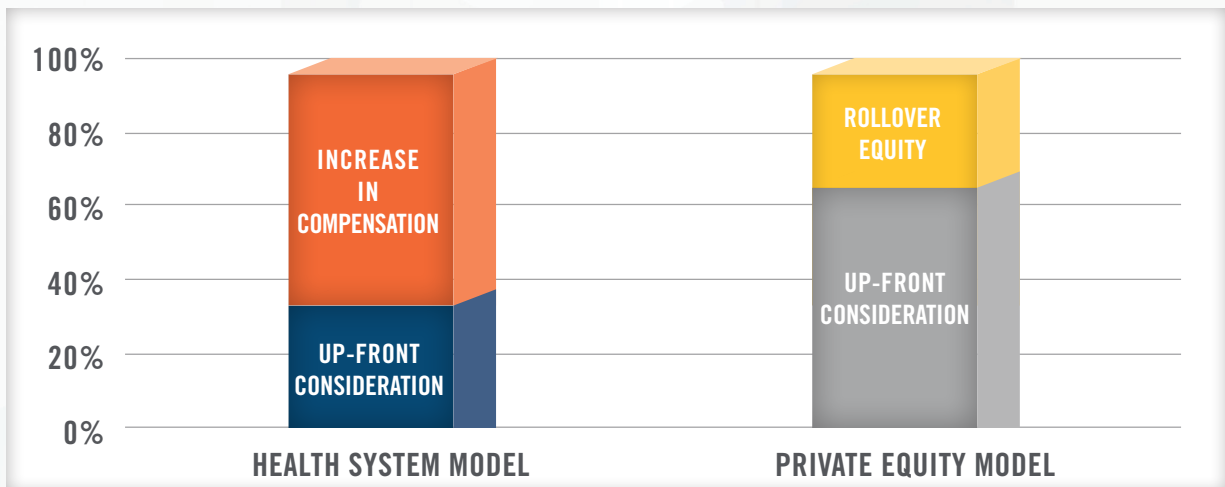 100%
80%
60%
40%
20%
0%
INCREASE
IN
COMPENSATION
UP-FRONT
CONSIDERATION
ROLLOVER
EQUITY
UP-FRONT
CONSIDERATION
HEALTH SYSTEM MODEL
PRIVATE EQUITY MODEL